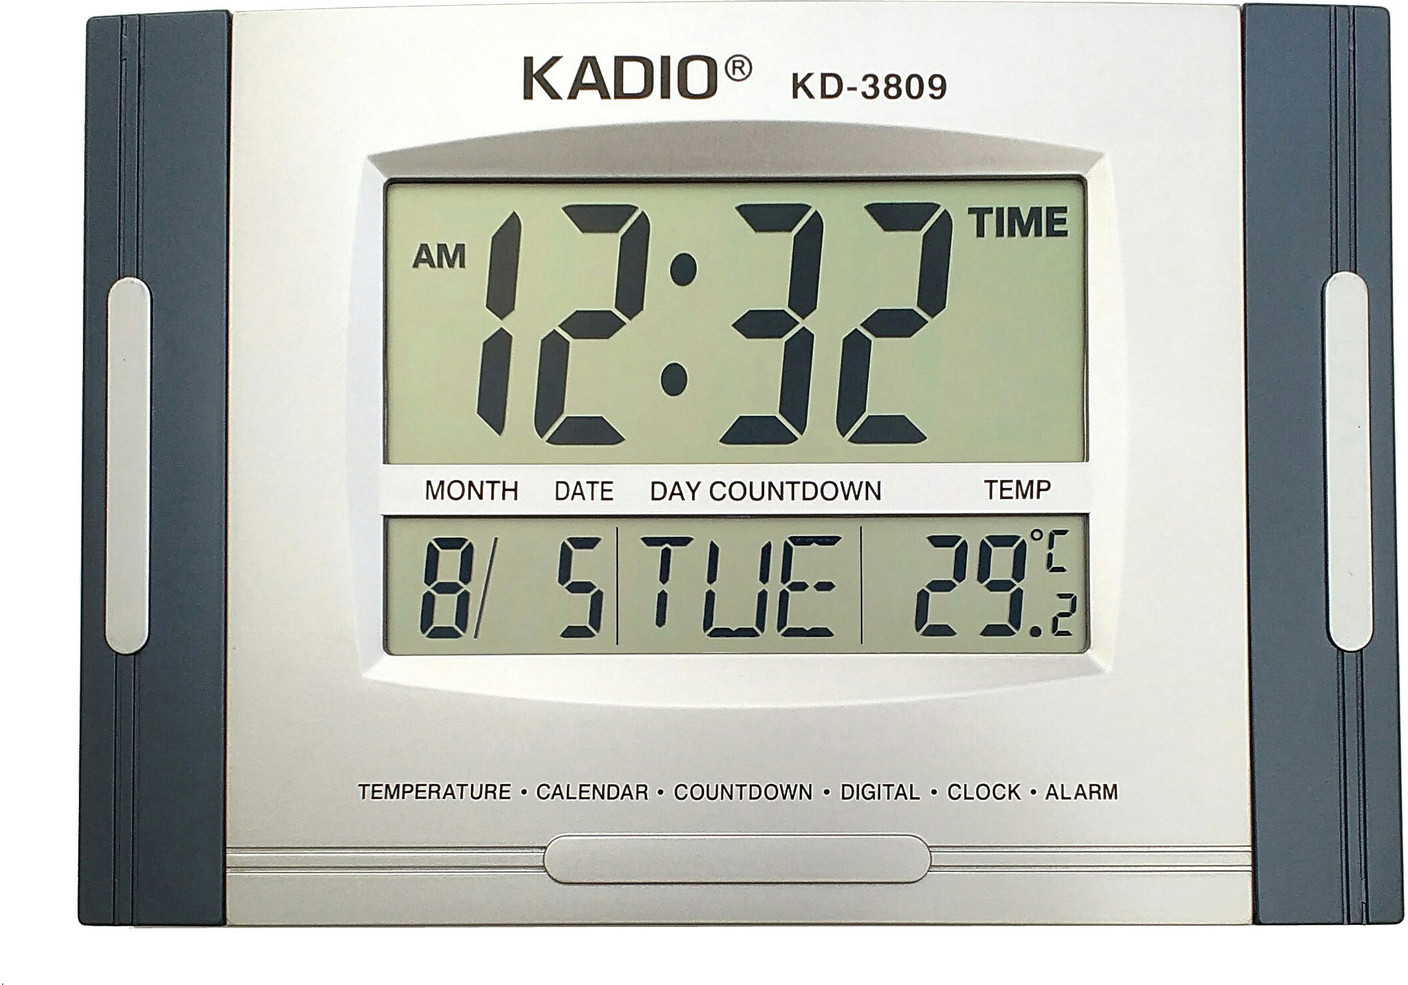 KADIO® KD-3809
AM 12:32 TIME
MONTH DATE DAY COUNTDOWN TEMP
8/ 5 TUE 29.2 °C
TEMPERATURE • CALENDAR • COUNTDOWN • DIGITAL • CLOCK • ALARM